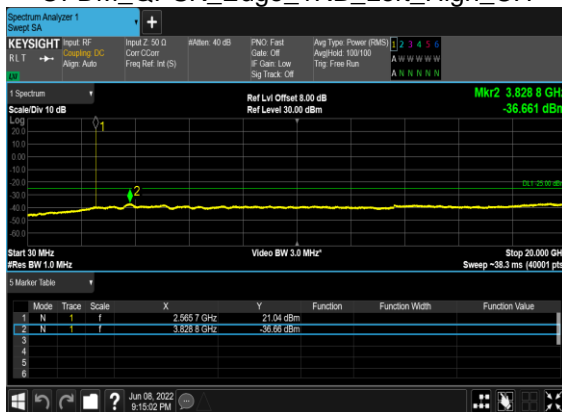 Spectrum Analyzer 1
Swept SA
+
KEYSIGHT Input: RF Input Z: 50 Ω #Atten: 40 dB PNO: Fast Avg Type: Power (RMS) 1 2 3 4 5 6
RLT Coupling: DC Corr CCorr Gate: Off Avg|Hold: 100/100 A W W W W W
Align: Auto Freq Ref: Int (S) IF Gain: Low Trig: Free Run
Sig Track: Off A N N N N N
LU
1 Spectrum Ref Lvl Offset 8.00 dB Mkr2 3.828 8 GHz
Scale/Div 10 dB Ref Level 30.00 dBm -36.661 dBm
Log
20.0
10.0
0.00
-10.0
-20.0
-30.0
-40.0
-50.0
-60.0
1
2
Start 30 MHz Video BW 3.0 MHz* Stop 20.000 GHz
#Res BW 1.0 MHz Sweep ~38.3 ms (40001 pts)
5 Marker Table
Mode Trace Scale X Y Function Function Width Function Value
1 N 1 f 2.565 7 GHz 21.04 dBm
2 N 1 f 3.828 8 GHz -36.66 dBm
3
4
5
6
? Jun 08, 2022
9:15:02 PM